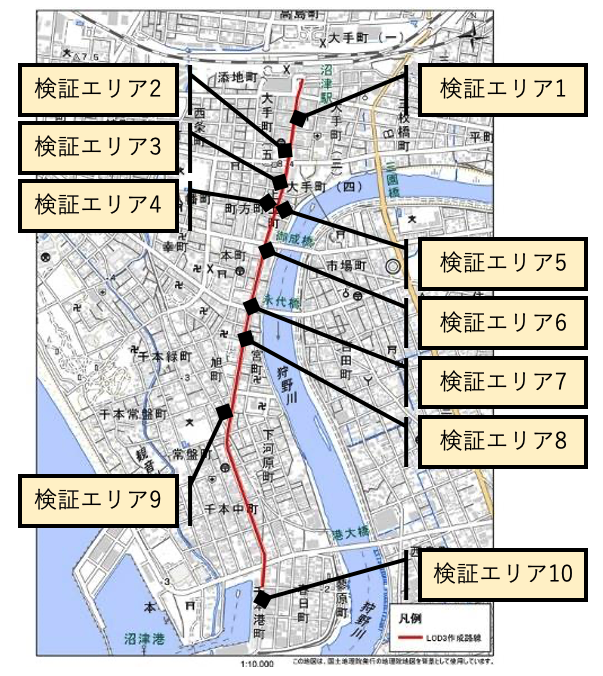 高島町
大手町（一）
添地町
沼津駅
検証エリア2
検証エリア1
大手町（五）
大手町（三）
三枚橋町
西条町
平町
検証エリア3
三園橋
大手町（四）
検証エリア4
町方町
幸町
御成橋
本町
市場町
検証エリア5
永代橋
検証エリア6
千本緑町
旭町
宮町
狩野川
検証エリア7
千本常盤町
常盤町
下河原町
検証エリア8
検証エリア9
千本中町
港大橋
検証エリア10
本
春日町
蓼原町
狩野川
沼津港
凡例
LOD3作成路線
1:10,000
この地図は、国土地理院発行の地理院地図を背景として使用しています。